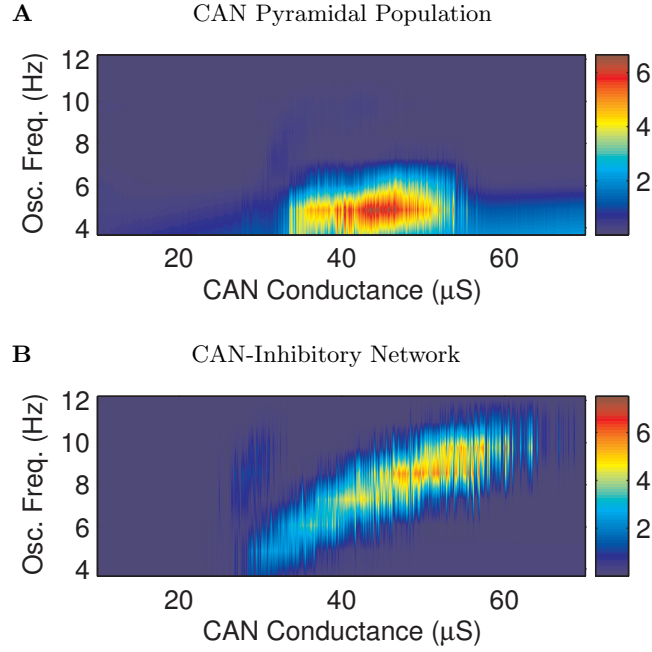 A CAN Pyramidal Population
12
10
8
6
4
Osc. Freq. (Hz)
20 40 60
CAN Conductance (μS)
6
4
2
B CAN-Inhibitory Network
12
10
8
6
4
Osc. Freq. (Hz)
20 40 60
CAN Conductance (μS)
6
4
2